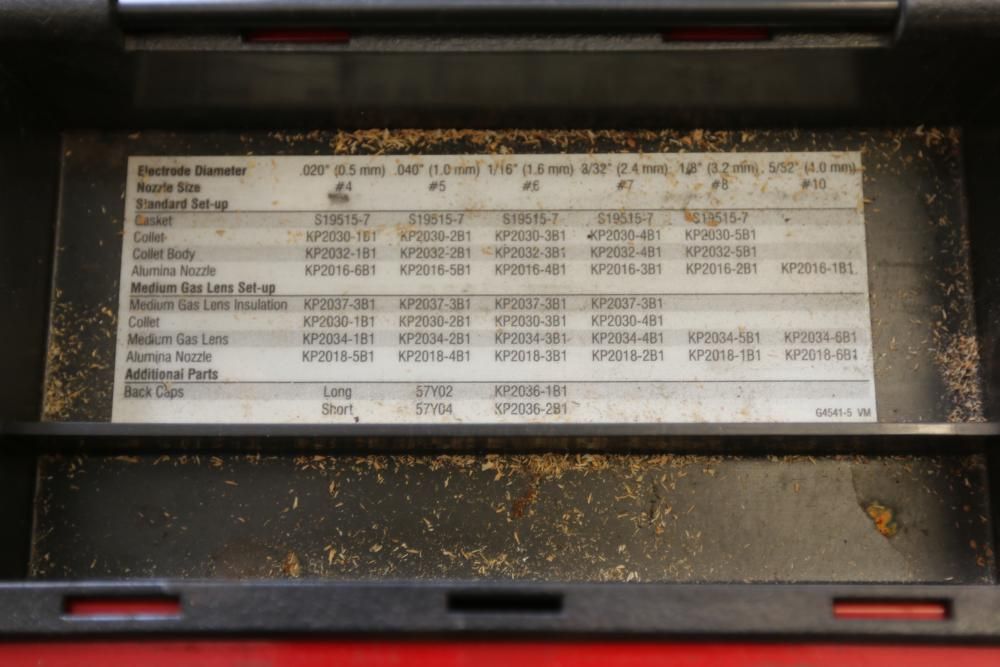 Electrode Diameter .020" (0.5 mm) .040" (1.0 mm) 1/16" (1.6 mm) 3/32" (2.4 mm) 1/8" (3.2 mm) 5/32" (4.0 mm)
Nozzle Size #4 #5 #6 #7 #8 #10
Standard Set-up
Gasket S19515-7 S19515-7 S19515-7 S19515-7 S19515-7
Collet KP2030-1B1 KP2030-2B1 KP2030-3B1 KP2030-4B1 KP2030-5B1
Collet Body KP2032-1B1 KP2032-2B1 KP2032-3B1 KP2032-4B1 KP2032-5B1
Alumina Nozzle KP2016-6B1 KP2016-5B1 KP2016-4B1 KP2016-3B1 KP2016-2B1 KP2016-1B1
Medium Gas Lens Set-up
Medium Gas Lens Insulation KP2037-3B1 KP2037-3B1 KP2037-3B1 KP2037-3B1
Collet KP2030-1B1 KP2030-2B1 KP2030-3B1 KP2030-4B1
Medium Gas Lens KP2034-1B1 KP2034-2B1 KP2034-3B1 KP2034-4B1 KP2034-5B1 KP2034-6B1
Alumina Nozzle KP2018-5B1 KP2018-4B1 KP2018-3B1 KP2018-2B1 KP2018-1B1 KP2018-6B1
Additional Parts
Back Caps Long 57Y02 KP2036-1B1
Short 57Y04 KP2036-2B1
G4541-5 VM